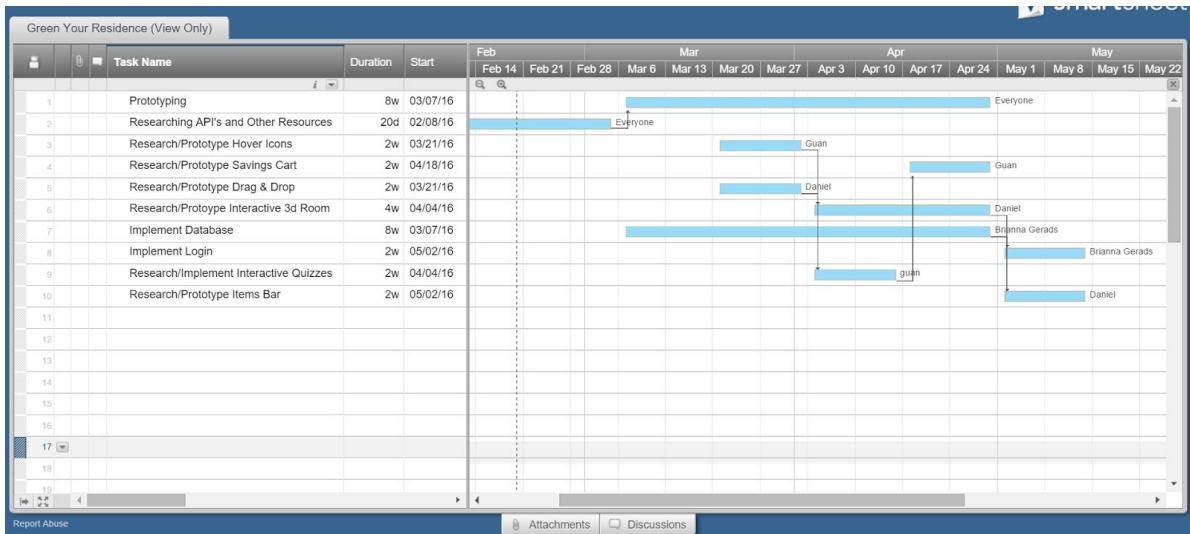 smartsheet
Green Your Residence (View Only)
Task Name Duration Start
Feb Mar Apr May
Feb 14 Feb 21 Feb 28 Mar 6 Mar 13 Mar 20 Mar 27 Apr 3 Apr 10 Apr 17 Apr 24 May 1 May 8 May 15 May 22
1 Prototyping 8w 03/07/16 Everyone
2 Researching API's and Other Resources 20d 02/08/16 Everyone
3 Research/Prototype Hover Icons 2w 03/21/16 Guan
4 Research/Prototype Savings Cart 2w 04/18/16 Guan
5 Research/Prototype Drag & Drop 2w 03/21/16 Daniel
6 Research/Protoype Interactive 3d Room 4w 04/04/16 Daniel
7 Implement Database 8w 03/07/16 Brianna Gerads
8 Implement Login 2w 05/02/16 Brianna Gerads
9 Research/Implement Interactive Quizzes 2w 04/04/16 guan
10 Research/Prototype Items Bar 2w 05/02/16 Daniel
11
12
13
14
15
16
17
18
19
Report Abuse Attachments Discussions